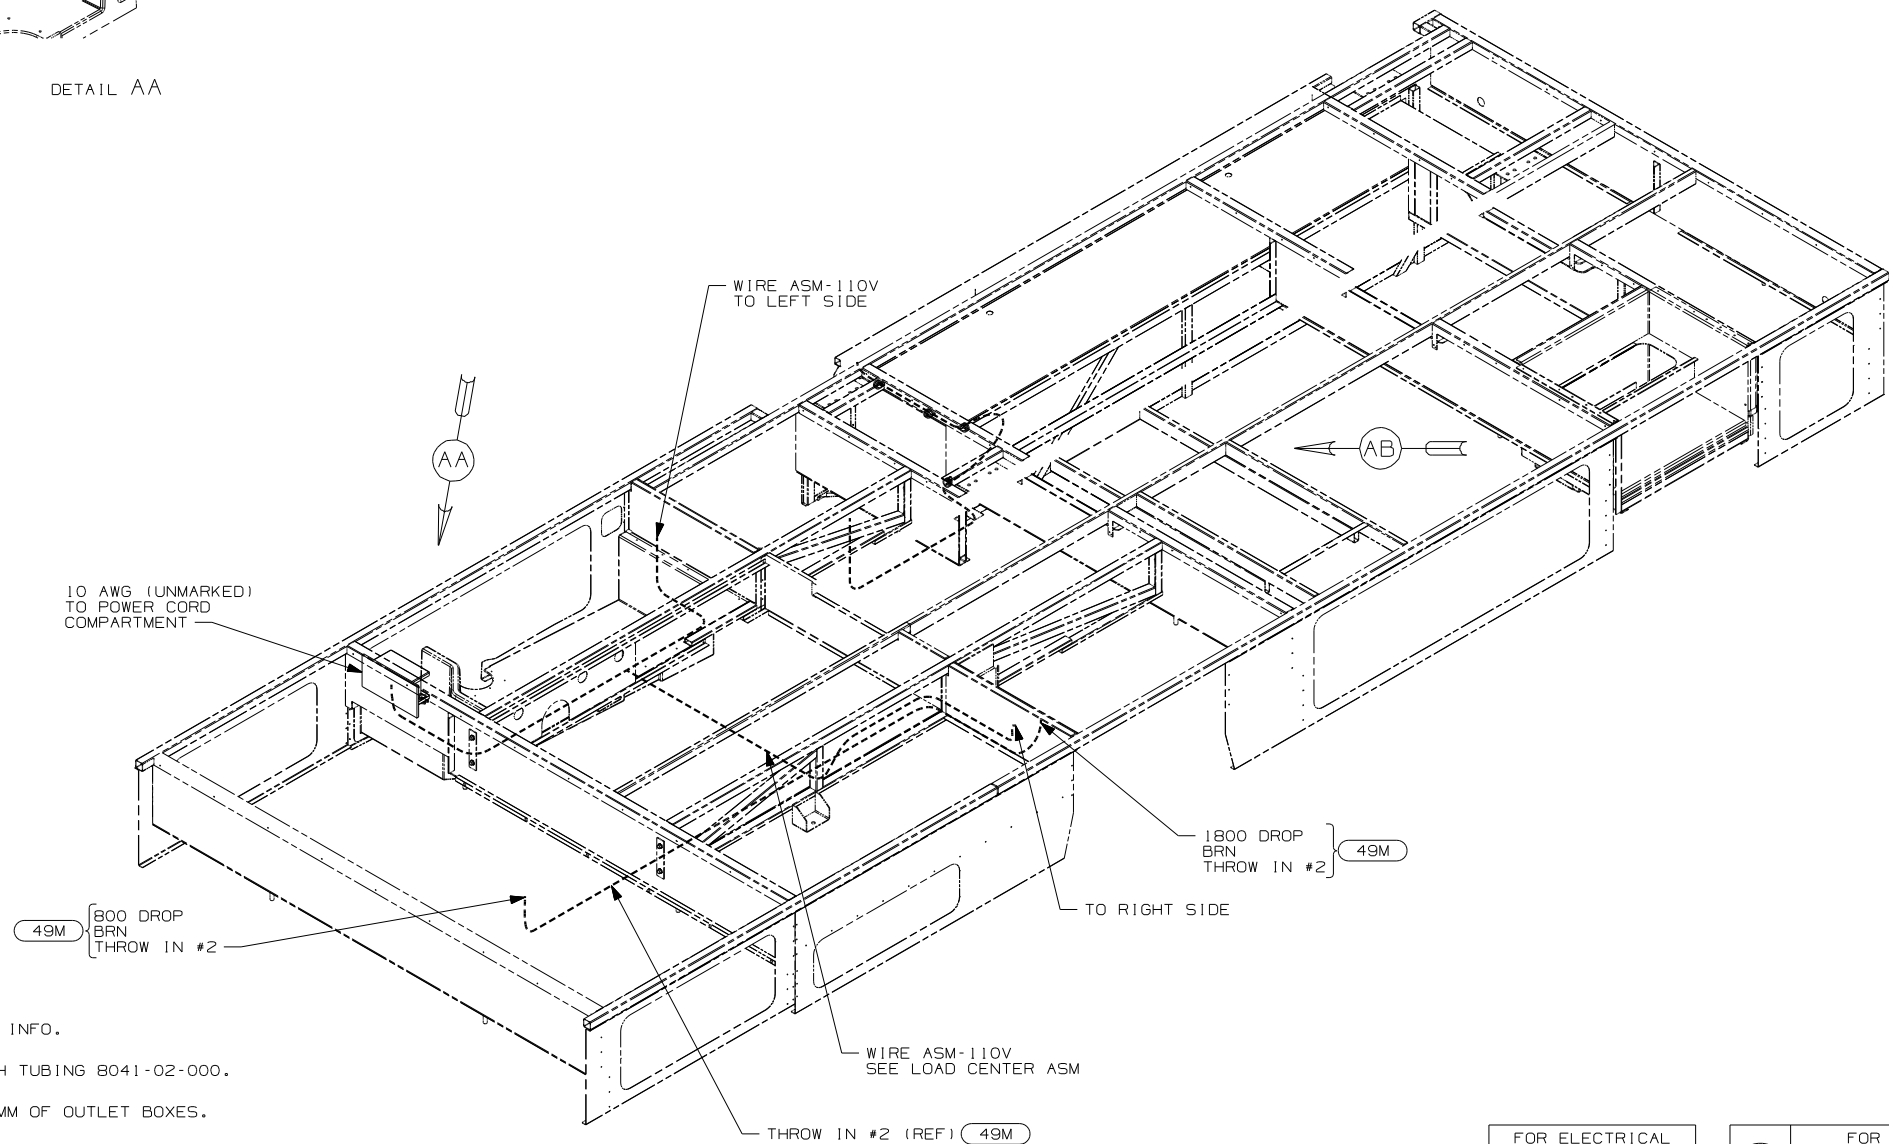 DETAIL AA
WIRE ASM-110V
TO LEFT SIDE
AA
AB
10 AWG (UNMARKED)
TO POWER CORD
COMPARTMENT
1800 DROP
BRN
THROW IN #2
49M
TO RIGHT SIDE
49M
800 DROP
BRN
THROW IN #2
INFO.
H TUBING 8041-02-000.
MM OF OUTLET BOXES.
WIRE ASM-110V
SEE LOAD CENTER ASM
THROW IN #2 (REF) 49M
FOR ELECTRICAL
FOR